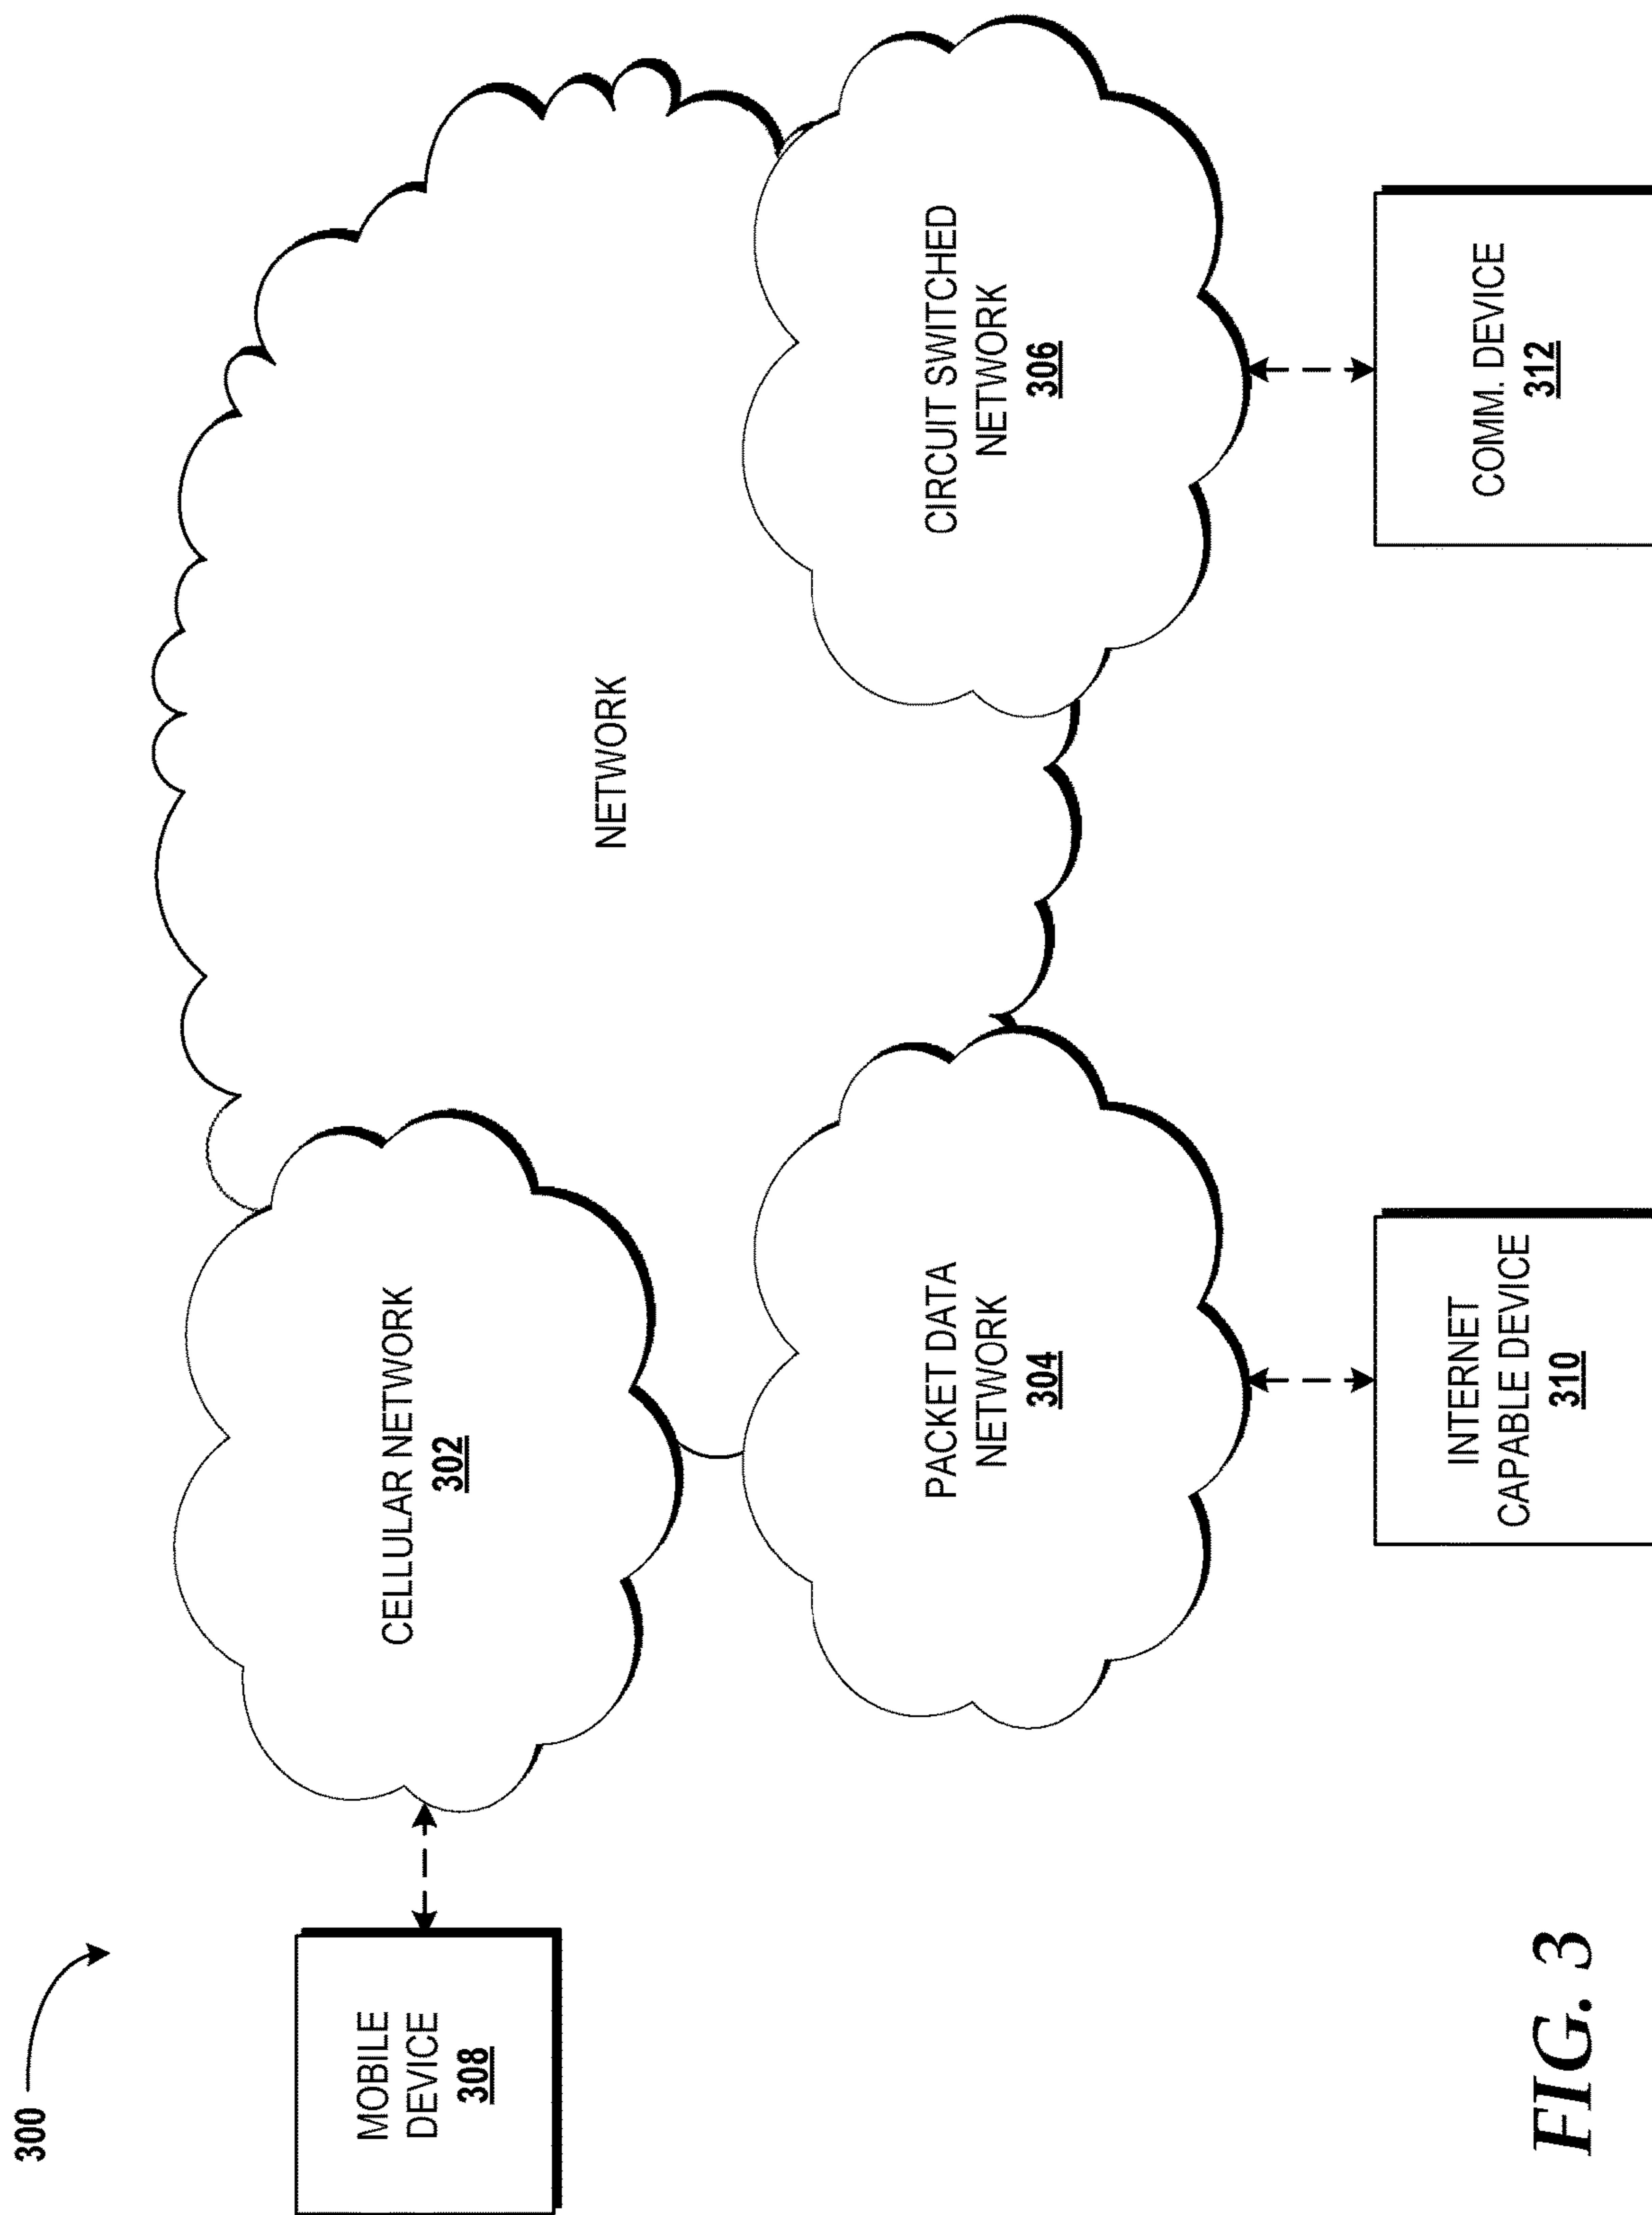 300
MOBILE
DEVICE
308
CELLULAR NETWORK
302
NETWORK
PACKET DATA
NETWORK
304
CIRCUIT SWITCHED
NETWORK
306
INTERNET
CAPABLE DEVICE
310
COMM. DEVICE
312
FIG. 3